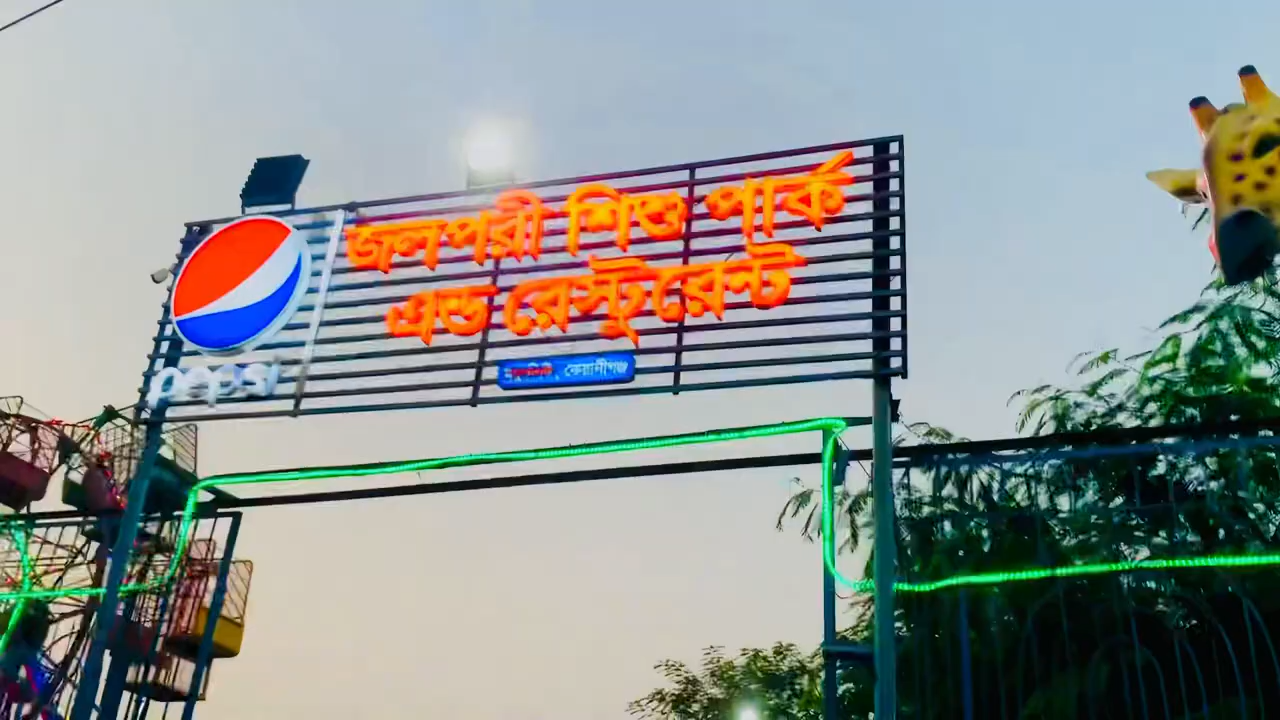 জলপরী শিশু পার্ক
এন্ড রেস্টুরেন্ট
pepsi
কেরানীগঞ্জ